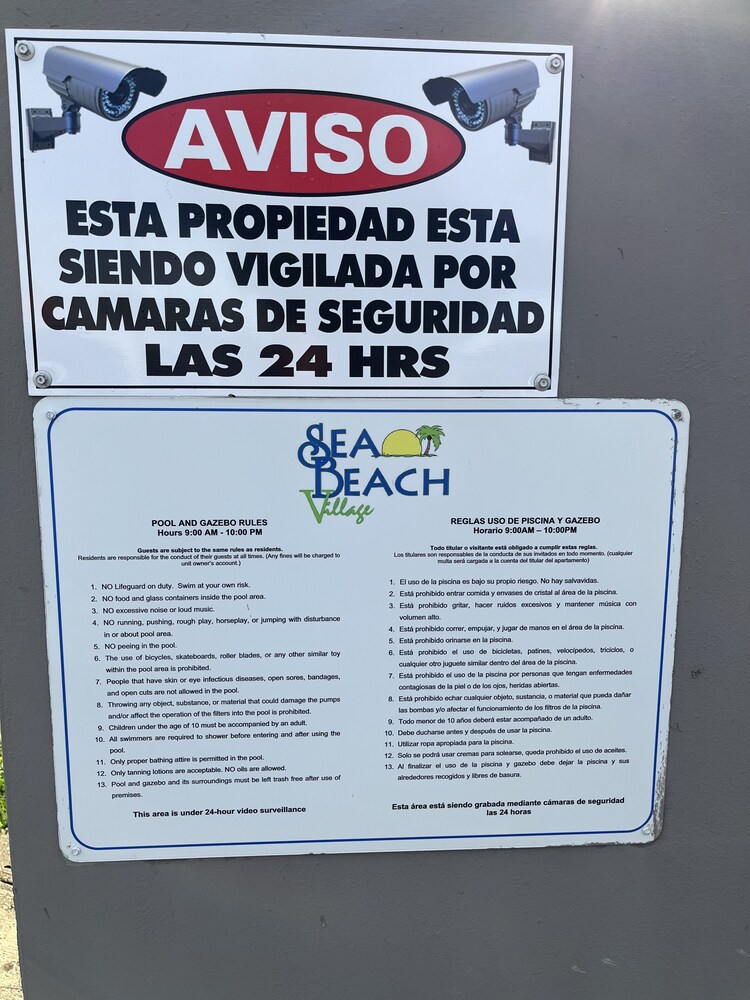 AVISO
ESTA PROPIEDAD ESTA
SIENDO VIGILADA POR
CAMARAS DE SEGURIDAD
LAS 24 HRS
SEA
BEACH
Village
POOL AND GAZEBO RULES
Hours 9:00 AM - 10:00 PM
Guests are subject to the same rules as residents.
Residents are responsible for the conduct of their guests at all times. (Any fines will be charged to
unit owner's account.)
1. NO Lifeguard on duty. Swim at your own risk.
2. NO food and glass containers inside the pool area.
3. NO excessive noise or loud music.
4. NO running, pushing, rough play, horseplay, or jumping with disturbance
in or about pool area.
5. NO peeing in the pool.
6. The use of bicycles, skateboards, roller blades, or any other similar toy
within the pool area is prohibited.
7. People that have skin or eye infectious diseases, open sores, bandages,
and open cuts are not allowed in the pool.
8. Throwing any object, substance, or material that could damage the pumps
and/or affect the operation of the filters into the pool is prohibited.
9. Children under the age of 10 must be accompanied by an adult.
10. All swimmers are required to shower before entering and after using the
pool.
11. Only proper bathing attire is permitted in the pool.
12. Only tanning lotions are acceptable. NO oils are allowed.
13. Pool and gazebo and its surroundings must be left trash free after use of
premises.
This area is under 24-hour video surveillance
REGLAS USO DE PISCINA Y GAZEBO
Horario 9:00AM – 10:00PM
Todo titular o visitante está obligado a cumplir estas reglas.
Los titulares son responsables de la conducta de sus invitados en todo momento. (cualquier
multa será cargada a la cuenta del titular del apartamento)
1. El uso de la piscina es bajo su propio riesgo. No hay salvavidas.
2. Está prohibido entrar comida y envases de cristal al área de la piscina.
3. Está prohibido gritar, hacer ruidos excesivos y mantener música con
volumen alto.
4. Está prohibido correr, empujar, y jugar de manos en el área de la piscina.
5. Está prohibido orinarse en la piscina.
6. Está prohibido el uso de bicicletas, patines, velocípedos, triciclos, o
cualquier otro juguete similar dentro del área de la piscina.
7. Está prohibido el uso de la piscina por personas que tengan enfermedades
contagiosas de la piel o de los ojos, heridas abiertas.
8. Está prohibido echar cualquier objeto, sustancia, o material que pueda dañar
las bombas y/o afectar el funcionamiento de los filtros de la piscina.
9. Todo menor de 10 años deberá estar acompañado de un adulto.
10. Debe ducharse antes y después de usar la piscina.
11. Utilizar ropa apropiada para la piscina.
12. Solo se podrá usar cremas para solearse, queda prohibido el uso de aceites.
13. Al finalizar el uso de la piscina y gazebo debe dejar la piscina y sus
alrededores recogidos y libres de basura.
Esta área está siendo grabada mediante cámaras de seguridad
las 24 horas